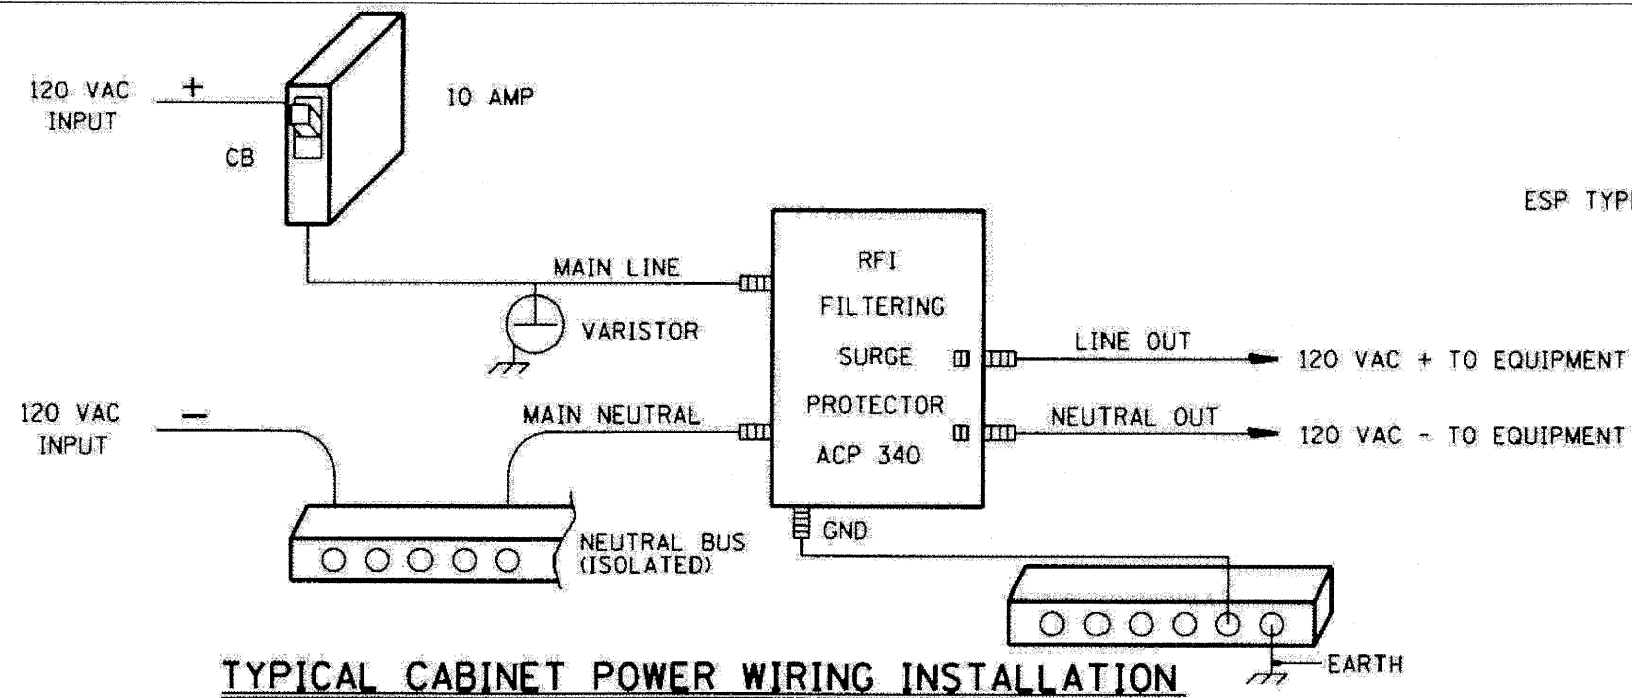 120 VAC
INPUT
+
10 AMP
CB
ESP TYP
MAIN LINE
VARISTOR
RFI
FILTERING
SURGE
PROTECTOR
ACP 340
LINE OUT
120 VAC + TO EQUIPMENT
120 VAC
INPUT
-
MAIN NEUTRAL
NEUTRAL OUT
120 VAC - TO EQUIPMENT
GND
NEUTRAL BUS
(ISOLATED)
EARTH
TYPICAL CABINET POWER WIRING INSTALLATION